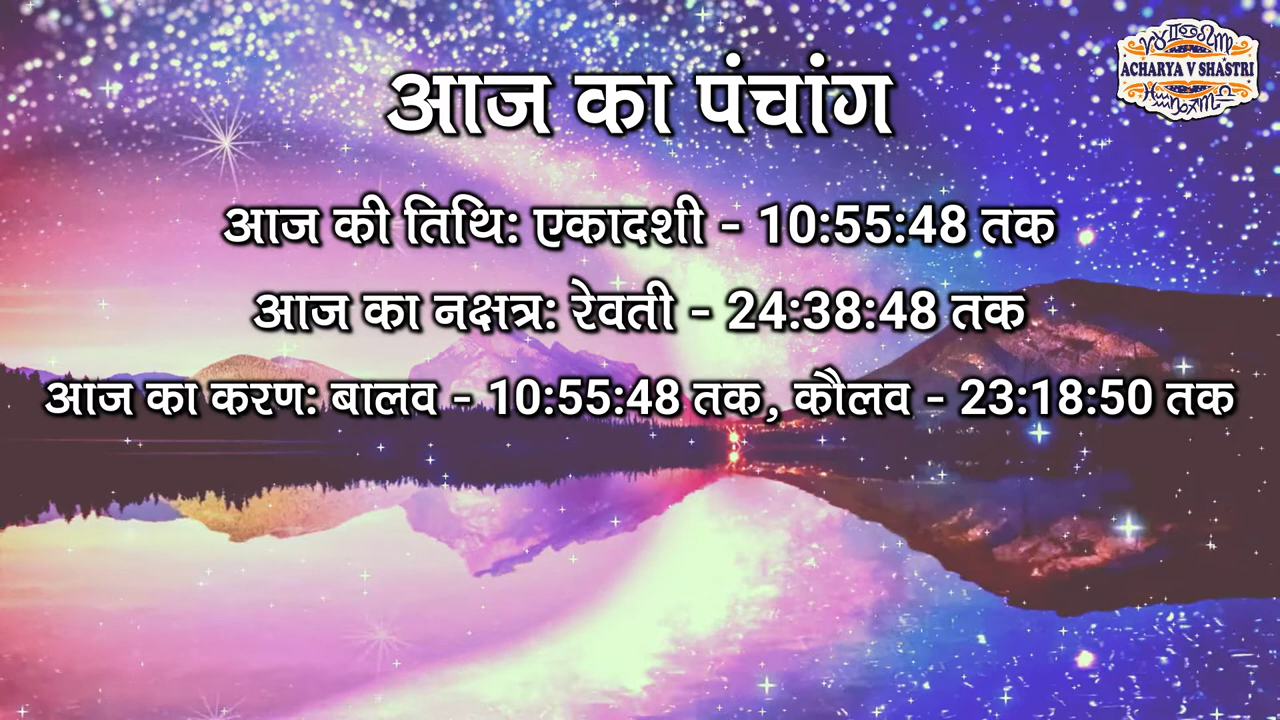 ACHARYA V SHASTRI
आज का पंचांग
आज की तिथि: एकादशी - 10:55:48 तक
आज का नक्षत्र: रेवती - 24:38:48 तक
आज का करण: बालव - 10:55:48 तक, कौलव - 23:18:50 तक